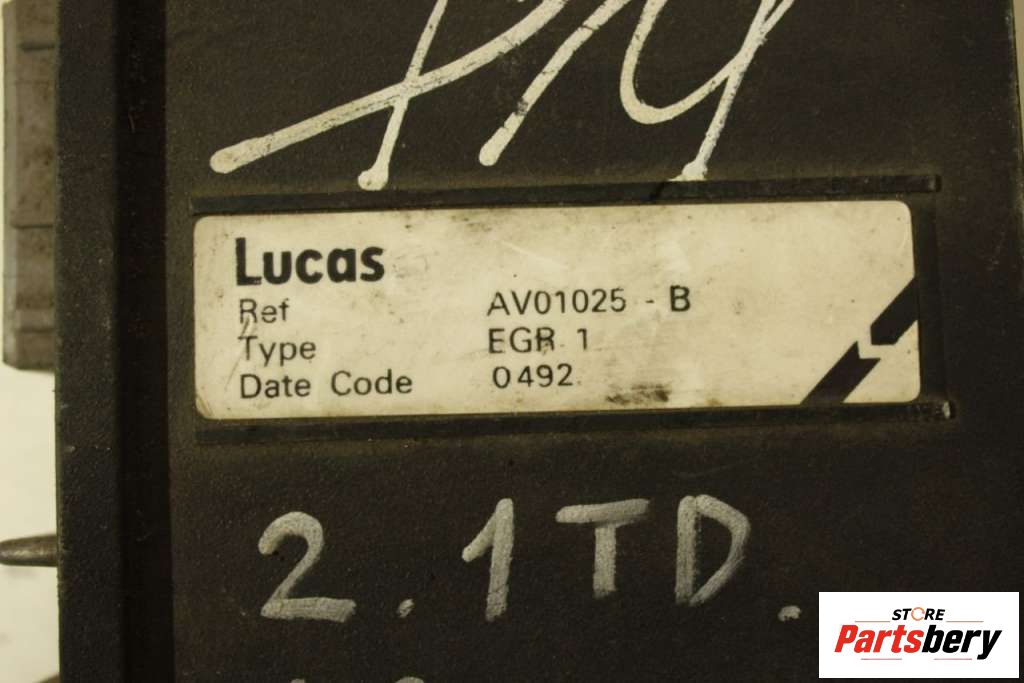 Lucas
Ref AV01025 - B
Type EGR 1
Date Code 0492
2.1TD.
STORE
Partsbery